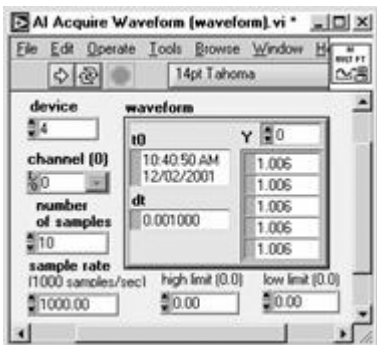 AI Acquire Waveform (waveform).vi *
File Edit Operate Tools Browse Window H
AI
MULT PT
14pt Tahoma
device
4
channel (0)
0
number
of samples
10
sample rate
(1000 samples/sec)
1000.00
waveform
t0
10:40:50 AM
12/02/2001
dt
0.001000
Y 0
1.006
1.006
1.006
1.006
1.006
high limit (0.0)
0.00
low limit (0.0)
0.00